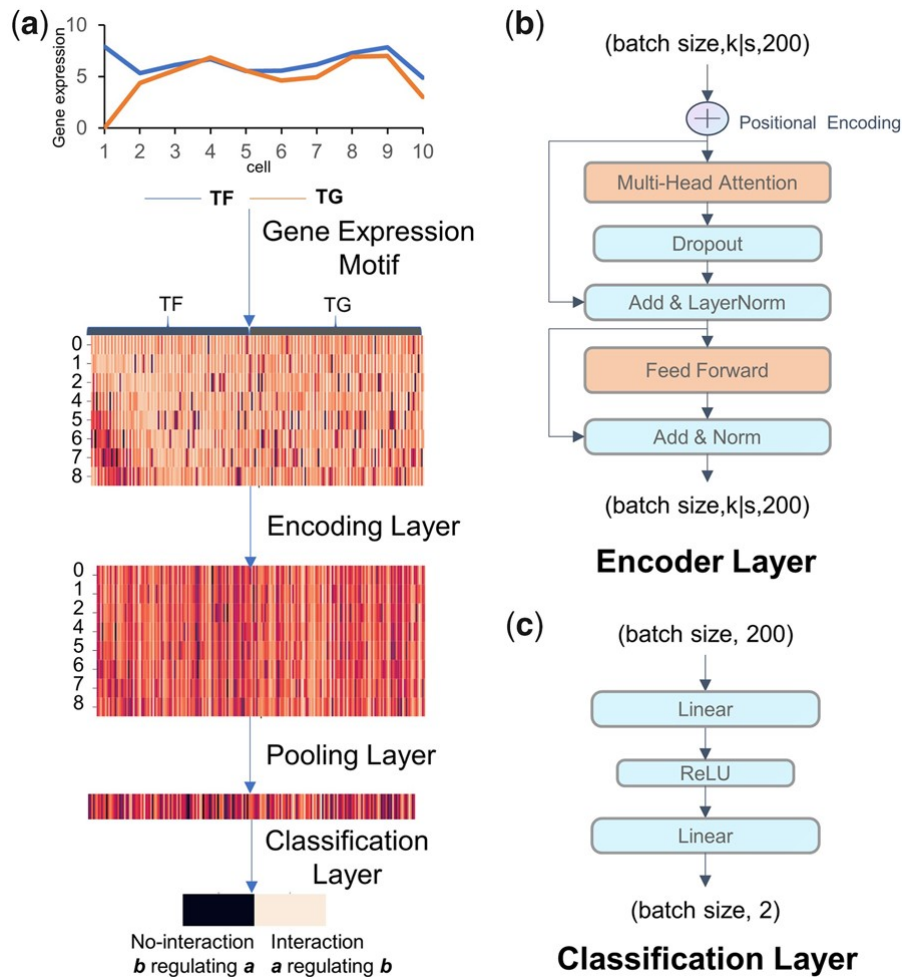 (a)
Gene expression
10
5
0
1 2 3 4 5 6 7 8 9 10
cell
TF TG
Gene Expression
Motif
TF TG
0
1
2
4
5
6
7
8
Encoding Layer
0
1
2
4
5
6
7
8
Pooling Layer
Classification
Layer
No-interaction Interaction
b regulating a a regulating b
(b)
(batch size,k|s,200)
Positional Encoding
Multi-Head Attention
Dropout
Add & LayerNorm
Feed Forward
Add & Norm
(batch size,k|s,200)
Encoder Layer
(c)
(batch size, 200)
Linear
ReLU
Linear
(batch size, 2)
Classification Layer